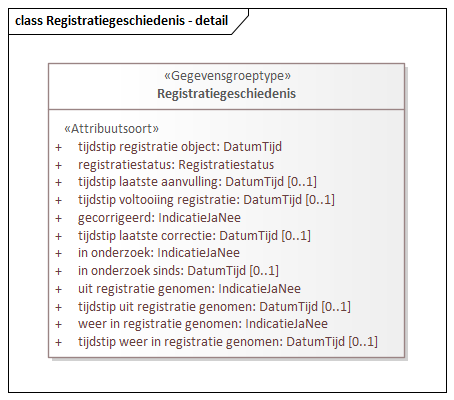 class Registratiegeschiedenis - detail
«Gegevensgroeptype»
Registratiegeschiedenis
«Attribuutsoort»
+ tijdstip registratie object: DatumTijd
+ registratiestatus: Registratiestatus
+ tijdstip laatste aanvulling: DatumTijd [0..1]
+ tijdstip voltooiing registratie: DatumTijd [0..1]
+ gecorrigeerd: IndicatieJaNee
+ tijdstip laatste correctie: DatumTijd [0..1]
+ in onderzoek: IndicatieJaNee
+ in onderzoek sinds: DatumTijd [0..1]
+ uit registratie genomen: IndicatieJaNee
+ tijdstip uit registratie genomen: DatumTijd [0..1]
+ weer in registratie genomen: IndicatieJaNee
+ tijdstip weer in registratie genomen: DatumTijd [0..1]